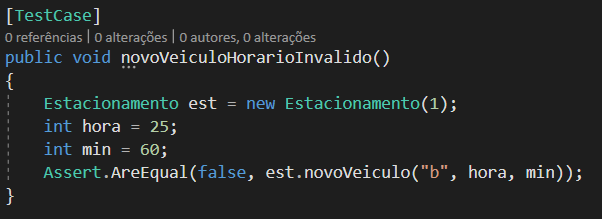 [TestCase]
0 referências | 0 alterações | 0 autores, 0 alterações
public void novoVeiculoHorarioInvalido()
{
    Estacionamento est = new Estacionamento(1);
    int hora = 25;
    int min = 60;
    Assert.AreEqual(false, est.novoVeiculo("b", hora, min));
}